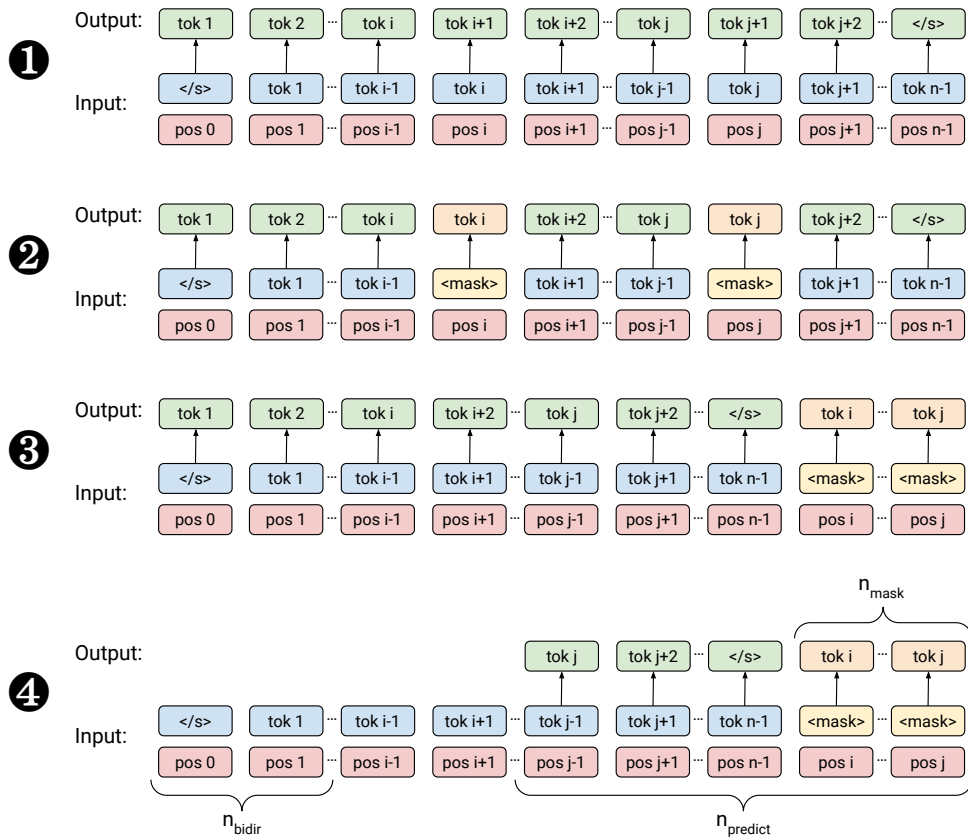 Output: tok 1 tok 2 ... tok i tok i+1 tok i+2 ... tok j tok j+1 tok j+2 ... </s>
1
Input: </s> tok 1 ... tok i-1 tok i tok i+1 ... tok j-1 tok j tok j+1 ... tok n-1
pos 0 pos 1 ... pos i-1 pos i pos i+1 ... pos j-1 pos j pos j+1 ... pos n-1
Output: tok 1 tok 2 ... tok i tok i tok i+2 ... tok j tok j tok j+2 ... </s>
2
Input: </s> tok 1 ... tok i-1 <mask> tok i+1 ... tok j-1 <mask> tok j+1 ... tok n-1
pos 0 pos 1 ... pos i-1 pos i pos i+1 ... pos j-1 pos j pos j+1 ... pos n-1
Output: tok 1 tok 2 ... tok i tok i+2 ... tok j tok j+2 ... </s> tok i ... tok j
3
Input: </s> tok 1 ... tok i-1 tok i+1 ... tok j-1 tok j+1 ... tok n-1 <mask> ... <mask>
pos 0 pos 1 ... pos i-1 pos i+1 ... pos j-1 pos j+1 ... pos n-1 pos i ... pos j
n_mask
Output: tok j tok j+2 ... </s> tok i ... tok j
4
Input: </s> tok 1 ... tok i-1 tok i+1 ... tok j-1 tok j+1 ... tok n-1 <mask> ... <mask>
pos 0 pos 1 ... pos i-1 pos i+1 ... pos j-1 pos j+1 ... pos n-1 pos i ... pos j
n_bidir n_predict